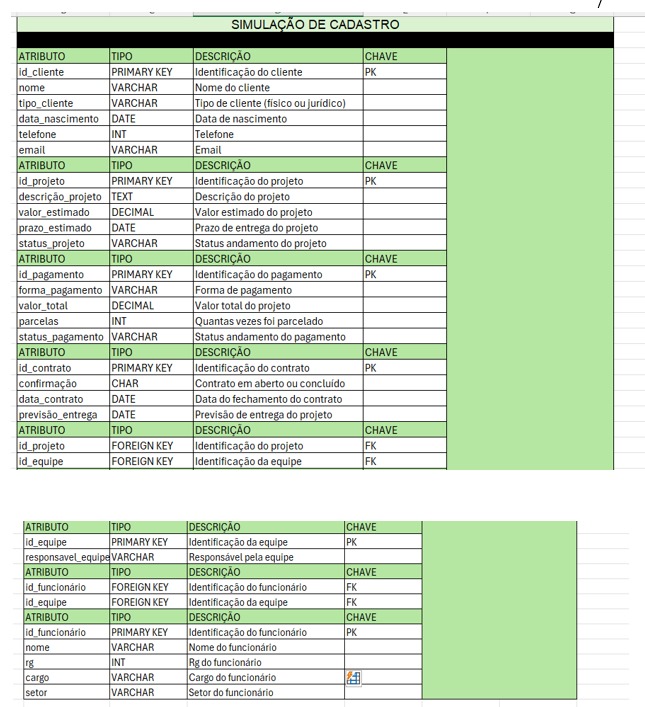 SIMULAÇÃO DE CADASTRO
ATRIBUTO TIPO DESCRIÇÃO CHAVE
id_cliente PRIMARY KEY Identificação do cliente PK
nome VARCHAR Nome do cliente
tipo_cliente VARCHAR Tipo de cliente (físico ou jurídico)
data_nascimento DATE Data de nascimento
telefone INT Telefone
email VARCHAR Email
ATRIBUTO TIPO DESCRIÇÃO CHAVE
id_projeto PRIMARY KEY Identificação do projeto PK
descrição_projeto TEXT Descrição do projeto
valor_estimado DECIMAL Valor estimado do projeto
prazo_estimado DATE Prazo de entrega do projeto
status_projeto VARCHAR Status andamento do projeto
ATRIBUTO TIPO DESCRIÇÃO CHAVE
id_pagamento PRIMARY KEY Identificação do pagamento PK
forma_pagamento VARCHAR Forma de pagamento
valor_total DECIMAL Valor total do projeto
parcelas INT Quantas vezes foi parcelado
status_pagamento VARCHAR Status andamento do pagamento
ATRIBUTO TIPO DESCRIÇÃO CHAVE
id_contrato PRIMARY KEY Identificação do contrato PK
confirmação CHAR Contrato em aberto ou concluído
data_contrato DATE Data do fechamento do contrato
previsão_entrega DATE Previsão de entrega do projeto
ATRIBUTO TIPO DESCRIÇÃO CHAVE
id_projeto FOREIGN KEY Identificação do projeto FK
id_equipe FOREIGN KEY Identificação da equipe FK
ATRIBUTO TIPO DESCRIÇÃO CHAVE
id_equipe PRIMARY KEY Identificação da equipe PK
responsavel_equipe VARCHAR Responsável pela equipe
ATRIBUTO TIPO DESCRIÇÃO CHAVE
id_funcionário FOREIGN KEY Identificação do funcionário FK
id_equipe FOREIGN KEY Identificação da equipe FK
ATRIBUTO TIPO DESCRIÇÃO CHAVE
id_funcionário PRIMARY KEY Identificação do funcionário PK
nome VARCHAR Nome do funcionário
rg INT Rg do funcionário
cargo VARCHAR Cargo do funcionário
setor VARCHAR Setor do funcionário